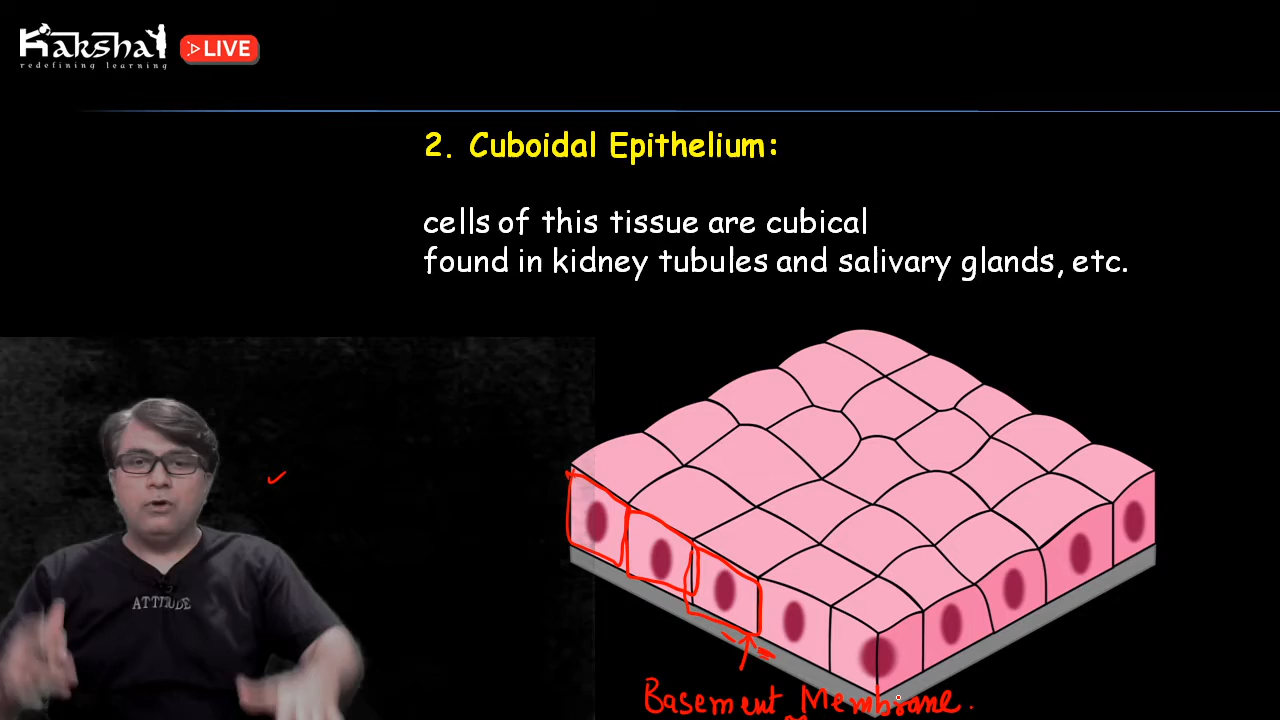 Kaksha LIVE
redefining learning
2. Cuboidal Epithelium:
cells of this tissue are cubical
found in kidney tubules and salivary glands, etc.
ATTITUDE
Basement Membrane.